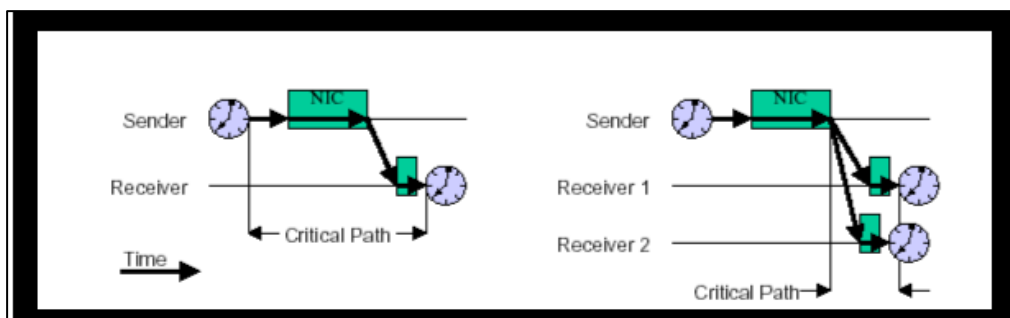 NIC
Sender
Receiver
Critical Path
Time
NIC
Sender
Receiver 1
Receiver 2
Critical Path